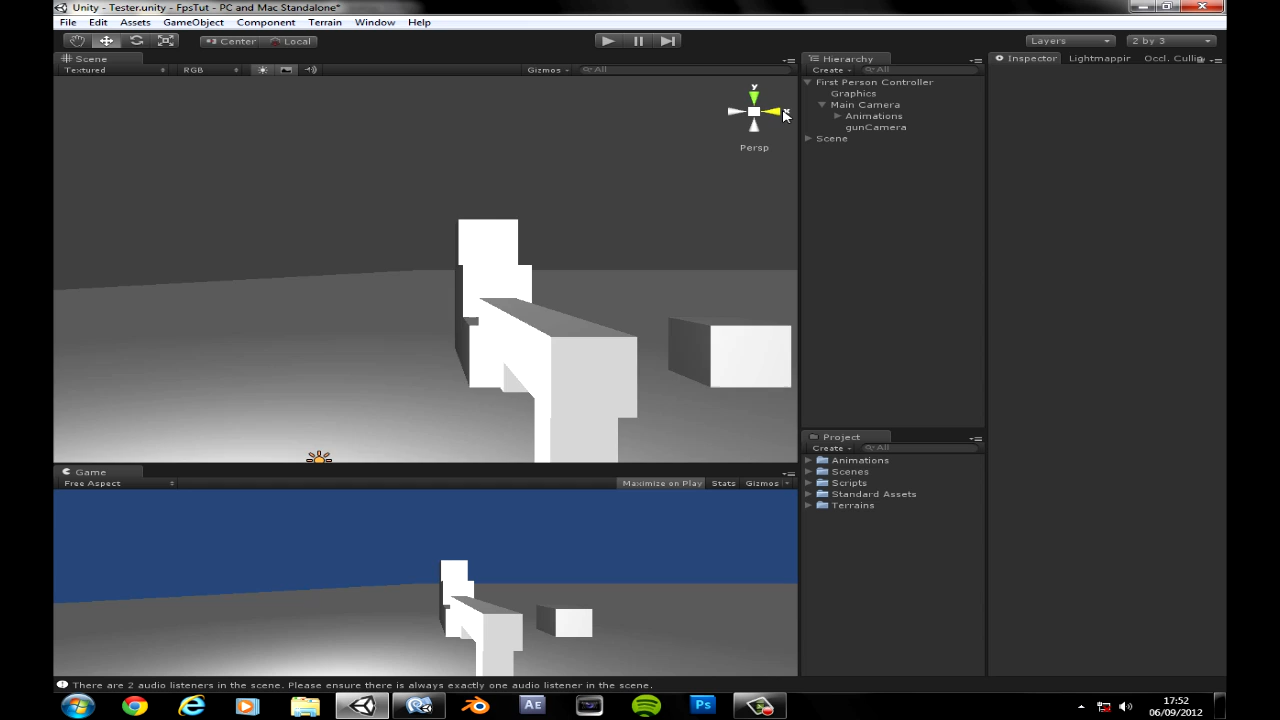 Unity - Tester.unity - FpsTut - PC and Mac Standalone*
File Edit Assets GameObject Component Terrain Window Help
Center Local Layers 2 by 3
Scene
Textured RGB Gizmos All
y
x
Persp
Hierarchy
Create All
First Person Controller
Graphics
Main Camera
Animations
gunCamera
Scene
Inspector Lightmappin Occl. Cullin
Project
Create All
Animations
Scenes
Scripts
Standard Assets
Terrains
Game
Free Aspect Maximize on Play Stats Gizmos
There are 2 audio listeners in the scene. Please ensure there is always exactly one audio listener in the scene.
Ae Ps
17:52
06/09/2012